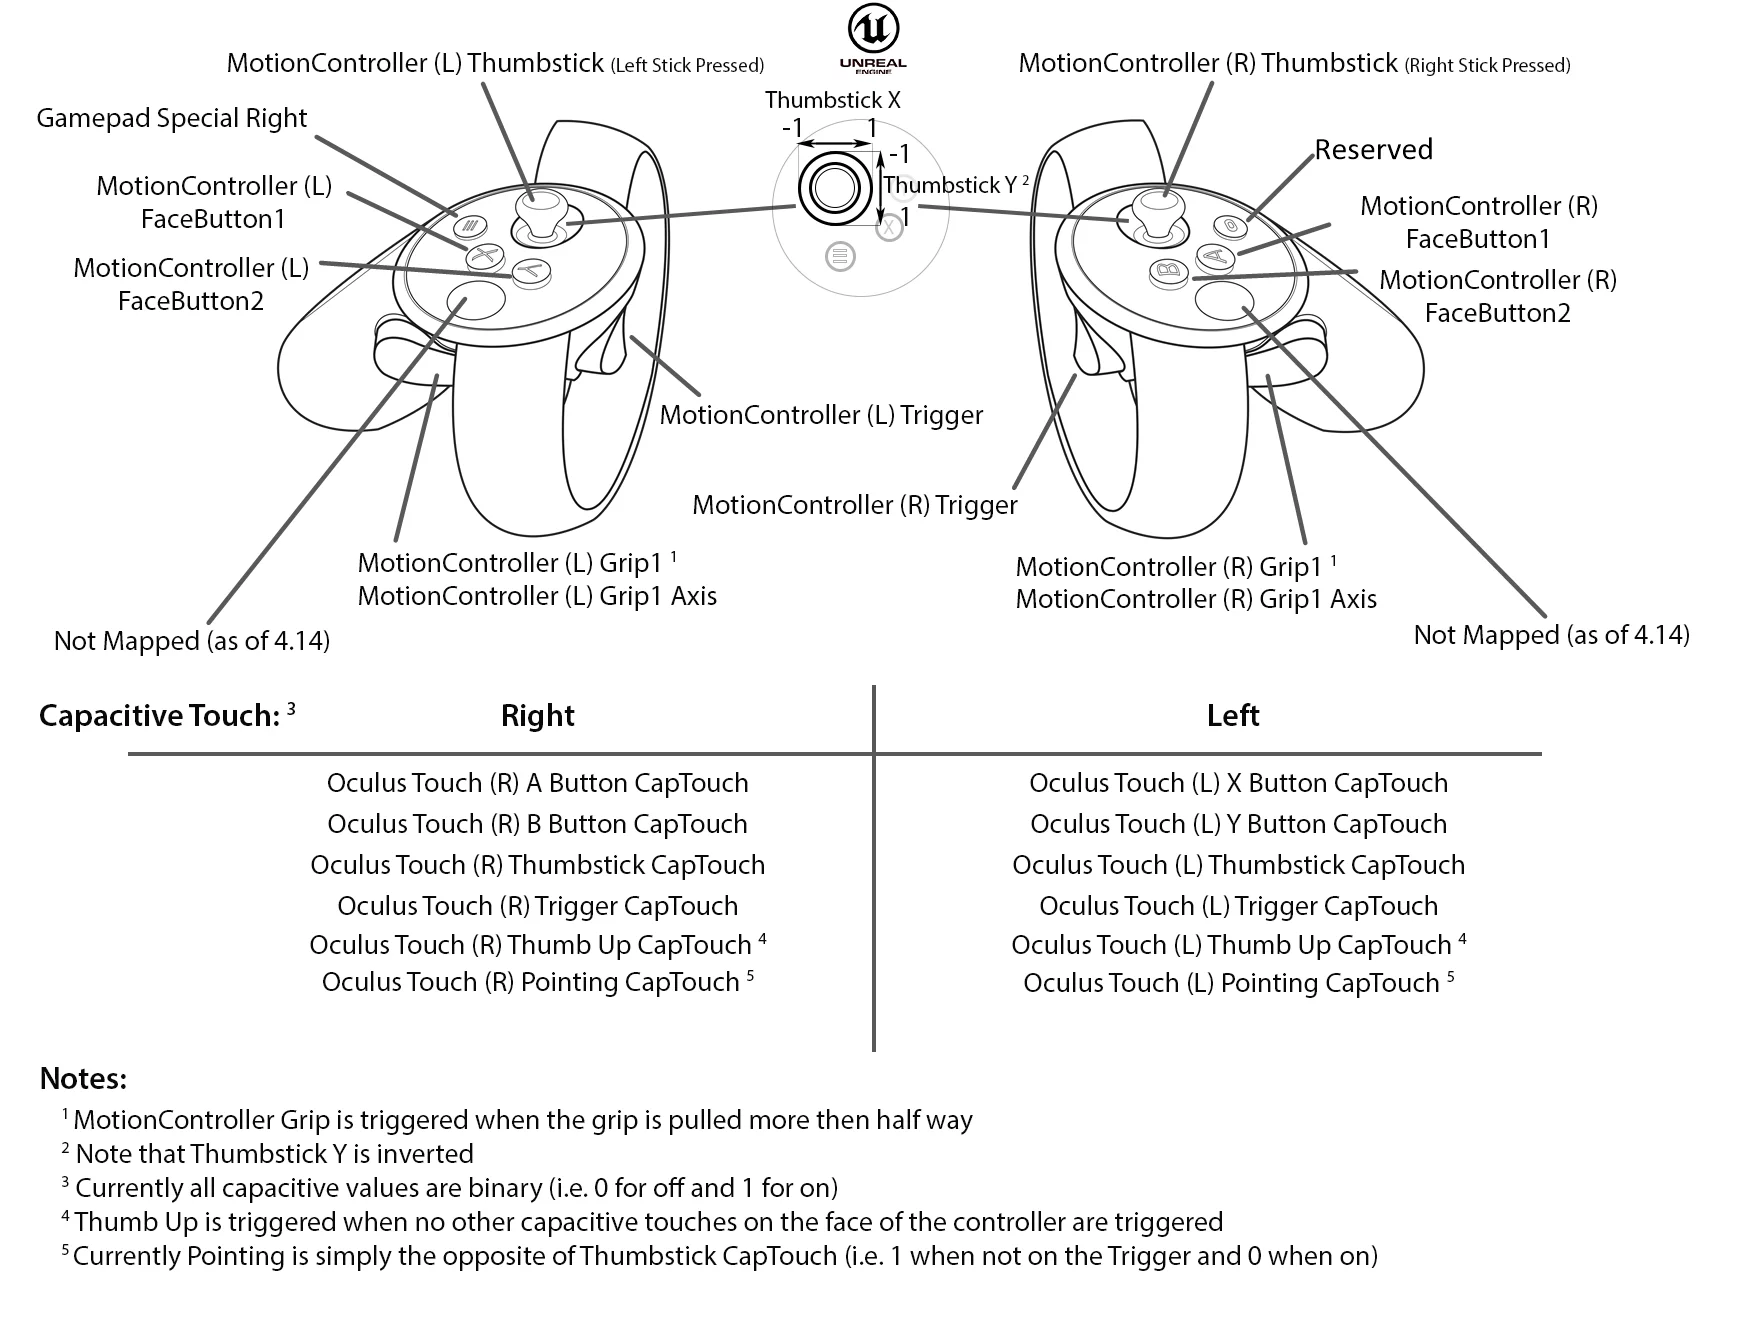 UNREAL
ENGINE
MotionController (L) Thumbstick (Left Stick Pressed)
MotionController (R) Thumbstick (Right Stick Pressed)
Thumbstick X
-1
1
-1
Thumbstick Y 2
1
X
Gamepad Special Right
MotionController (L)
FaceButton1
MotionController (L)
FaceButton2
X
Y
Reserved
MotionController (R)
FaceButton1
MotionController (R)
FaceButton2
A
B
MotionController (L) Trigger
MotionController (R) Trigger
MotionController (L) Grip1 1
MotionController (L) Grip1 Axis
MotionController (R) Grip1 1
MotionController (R) Grip1 Axis
Not Mapped (as of 4.14)
Not Mapped (as of 4.14)
Capacitive Touch: 3
Right
Left
Oculus Touch (R) A Button CapTouch
Oculus Touch (L) X Button CapTouch
Oculus Touch (R) B Button CapTouch
Oculus Touch (L) Y Button CapTouch
Oculus Touch (R) Thumbstick CapTouch
Oculus Touch (L) Thumbstick CapTouch
Oculus Touch (R) Trigger CapTouch
Oculus Touch (L) Trigger CapTouch
Oculus Touch (R) Thumb Up CapTouch 4
Oculus Touch (L) Thumb Up CapTouch 4
Oculus Touch (R) Pointing CapTouch 5
Oculus Touch (L) Pointing CapTouch 5
Notes:
1 MotionController Grip is triggered when the grip is pulled more then half way
2 Note that Thumbstick Y is inverted
3 Currently all capacitive values are binary (i.e. 0 for off and 1 for on)
4 Thumb Up is triggered when no other capacitive touches on the face of the controller are triggered
5 Currently Pointing is simply the opposite of Thumbstick CapTouch (i.e. 1 when not on the Trigger and 0 when on)